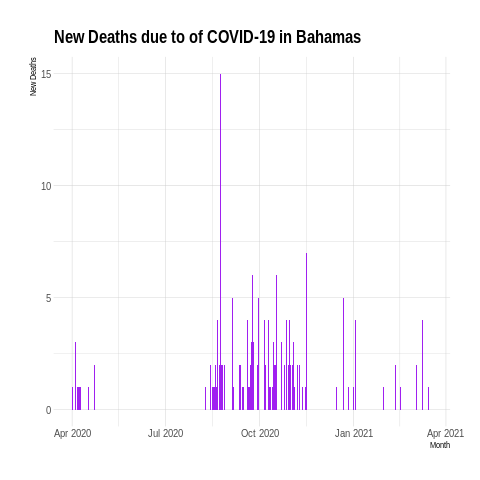 New Deaths due to of COVID-19 in Bahamas
New Deaths
15
10
5
0
Apr 2020 Jul 2020 Oct 2020 Jan 2021 Apr 2021
Month